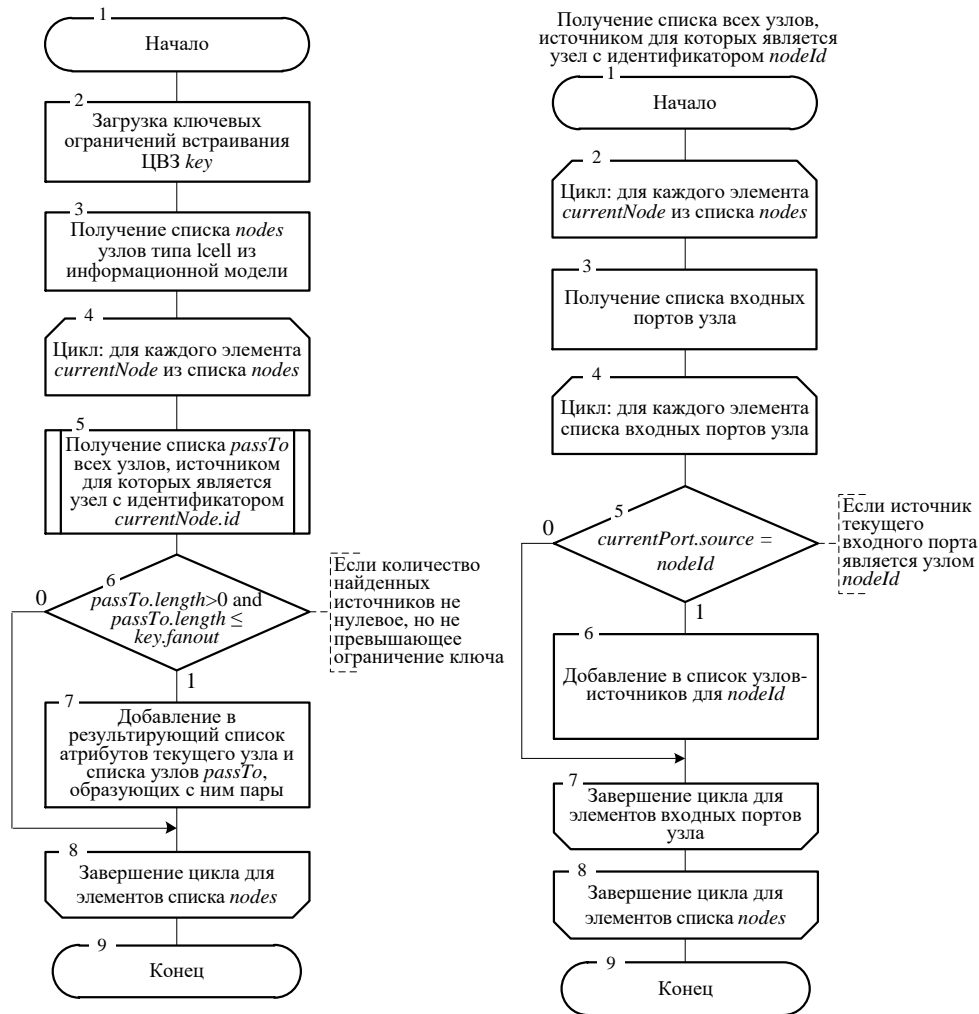 1
Начало
2
Загрузка ключевых
ограничений встраивания
ЦВЗ key
3
Получение списка nodes
узлов типа lcell из
информационной модели
4
Цикл: для каждого элемента
currentNode из списка nodes
5
Получение списка passTo
всех узлов, источником
для которых является
узел с идентификатором
currentNode.id
6
0
passTo.length>0 and
passTo.length ≤
key.fanout
1
Если количество
найденных
источников не
нулевое, но не
превышающее
ограничение ключа
7
Добавление в
результирующий список
атрибутов текущего узла и
списка узлов passTo,
образующих с ним пары
8
Завершение цикла для
элементов списка nodes
9
Конец
Получение списка всех узлов,
источником для которых является
узел с идентификатором nodeId
1
Начало
2
Цикл: для каждого элемента
currentNode из списка nodes
3
Получение списка входных
портов узла
4
Цикл: для каждого элемента
списка входных портов узла
5
0
currentPort.source =
nodeId
1
Если источник
текущего
входного порта
является узлом
nodeId
6
Добавление в список узлов-
источников для nodeId
7
Завершение цикла для
элементов входных портов
узла
8
Завершение цикла для
элементов списка nodes
9
Конец